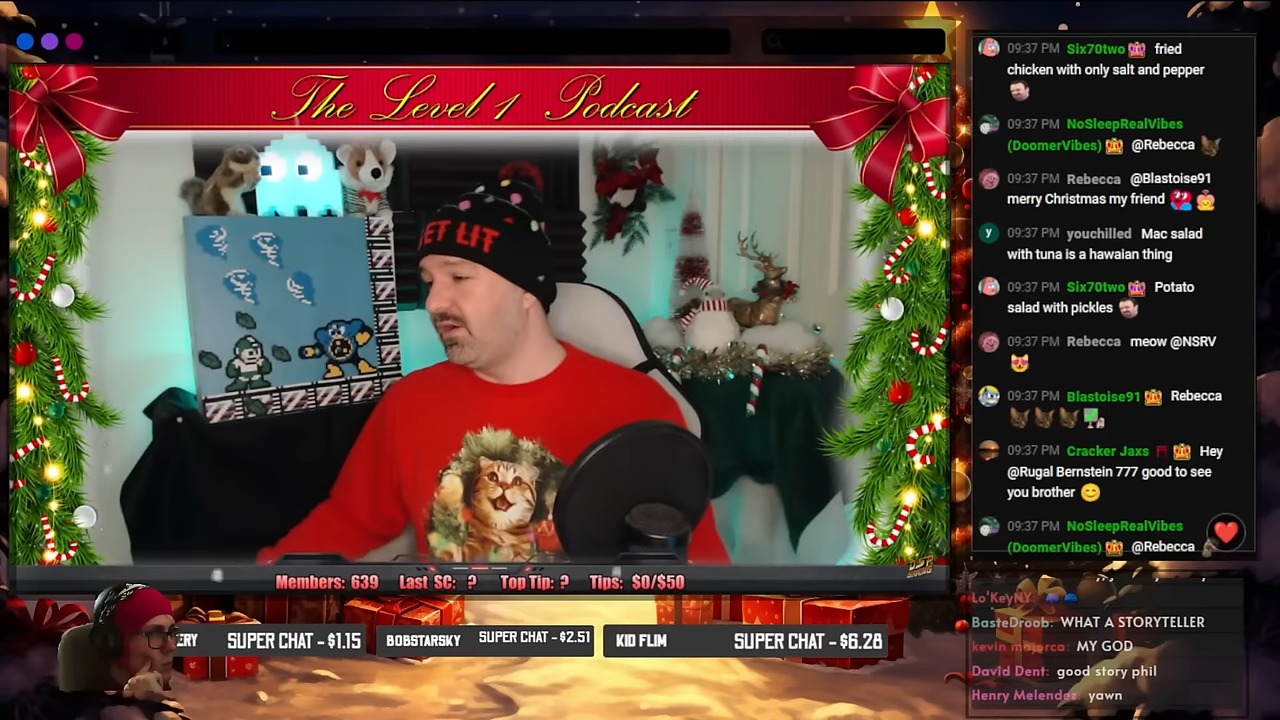 The Level 1 Podcast
ET LIT
Members: 639 Last SC: ? Top Tip: ? Tips: $0/$50
ERY SUPER CHAT - $1.15
BOBSTARSKY SUPER CHAT - $2.51
KID FLIM SUPER CHAT - $6.28
09:37 PM Six70two fried
chicken with only salt and pepper
09:37 PM NoSleepRealVibes
(DoomerVibes) @Rebecca
09:37 PM Rebecca @Blastoise91
merry Christmas my friend
y 09:37 PM youchilled Mac salad
with tuna is a hawaian thing
09:37 PM Six70two Potato
salad with pickles
09:37 PM Rebecca meow @NSRV
09:37 PM Blastoise91 Rebecca
09:37 PM Cracker Jaxs Hey
@Rugal Bernstein 777 good to see
you brother
09:37 PM NoSleepRealVibes
(DoomerVibes) @Rebecca
Lo'KeyNY:
BasteDroob: WHAT A STORYTELLER
kevin majorca: MY GOD
David Dent: good story phil
Henry Melendez: yawn